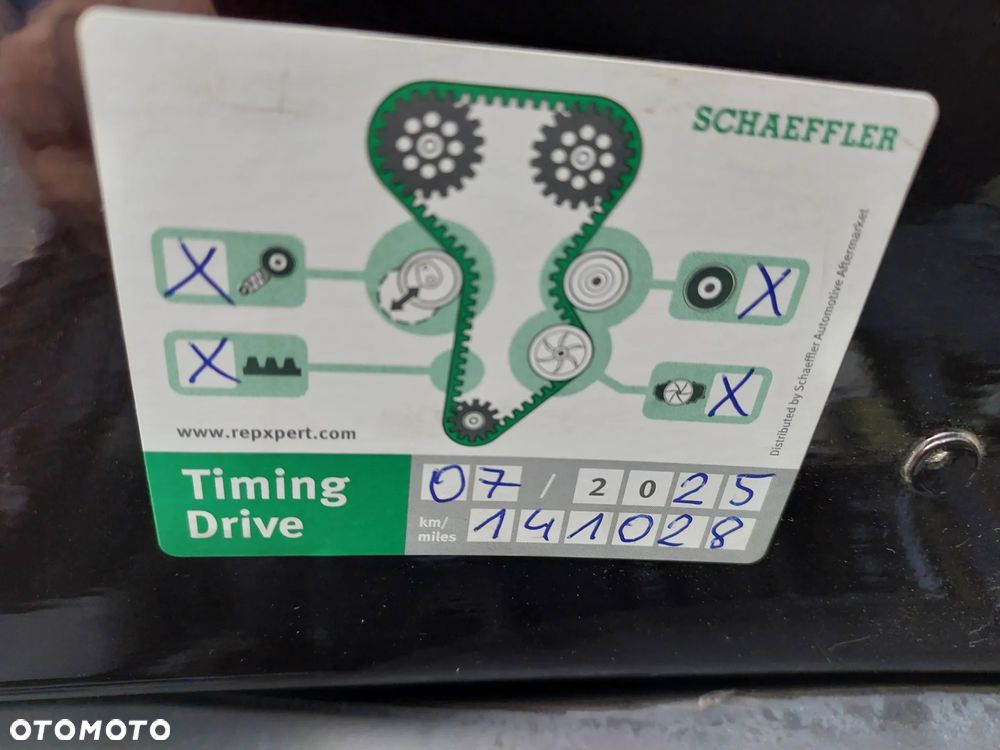 SCHAEFFLER
X
X
X
X
Distributed by Schaeffler Automotive Aftermarket
www.repxpert.com
Timing
Drive
07 / 2025
km/
miles
141028
OTOMOTO